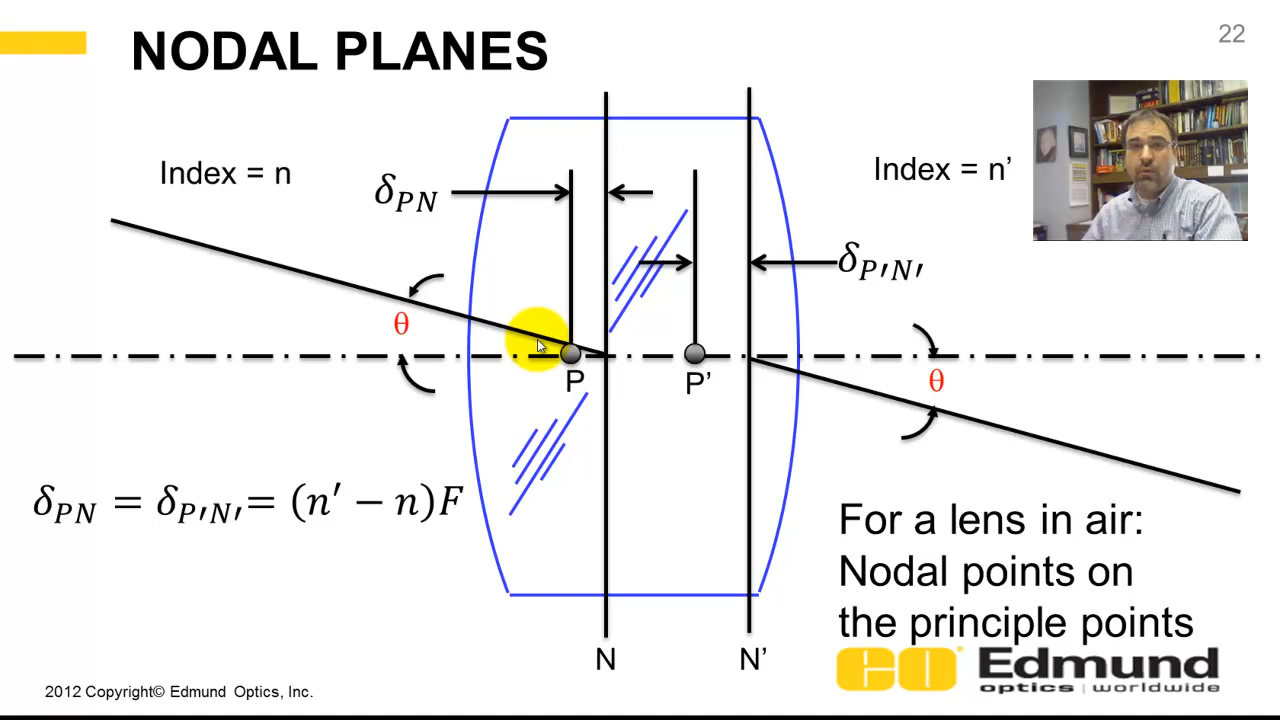 NODAL PLANES
22
Index = n
Index = n’
δPN
δP′N′
θ
θ
P
P’
δPN = δP′N′= (n′ − n)F
For a lens in air:
Nodal points on
the principle points
N
N’
EO
Edmund
optics | worldwide
2012 Copyright© Edmund Optics, Inc.